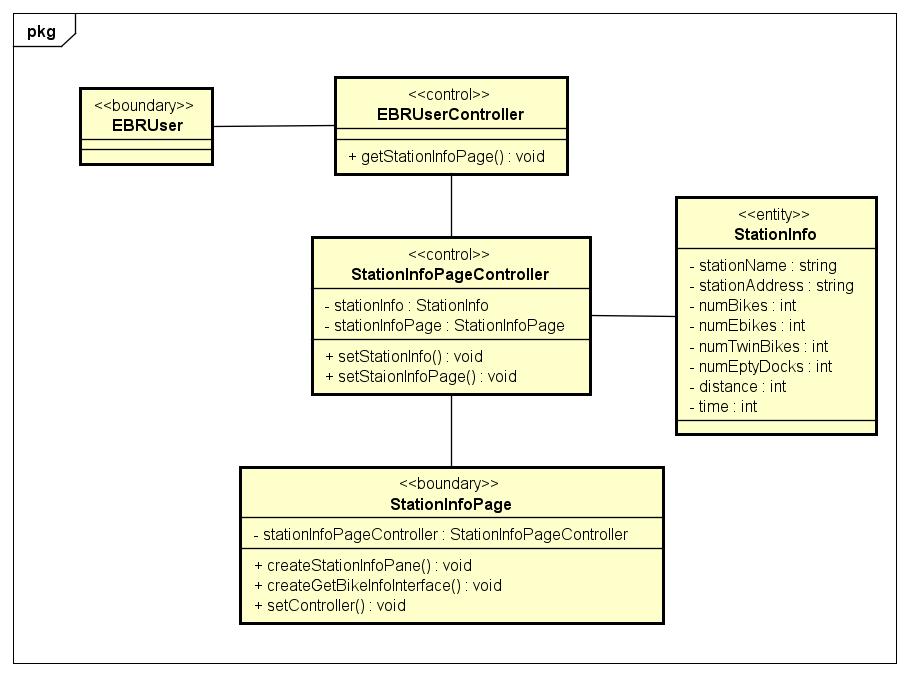 pkg
<<boundary>>
EBRUser
<<control>>
EBRUserController
+ getStationInfoPage() : void
<<control>>
StationInfoPageController
- stationInfo : StationInfo
- stationInfoPage : StationInfoPage
+ setStationInfo() : void
+ setStaionInfoPage() : void
<<entity>>
StationInfo
- stationName : string
- stationAddress : string
- numBikes : int
- numEbikes : int
- numTwinBikes : int
- numEptyDocks : int
- distance : int
- time : int
<<boundary>>
StationInfoPage
- stationInfoPageController : StationInfoPageController
+ createStationInfoPane() : void
+ createGetBikeInfoInterface() : void
+ setController() : void